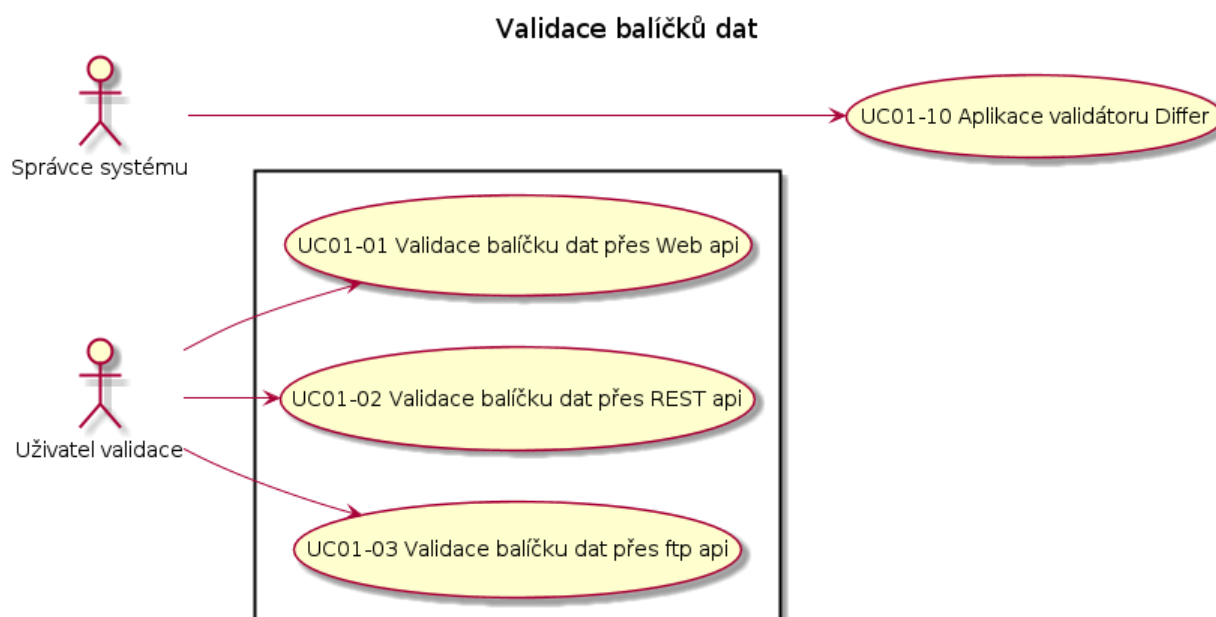 Validace balíčků dat
UC01-10 Aplikace validátoru Differ
Správce systému
UC01-01 Validace balíčku dat přes Web api
UC01-02 Validace balíčku dat přes REST api
Uživatel validace
UC01-03 Validace balíčku dat přes ftp api